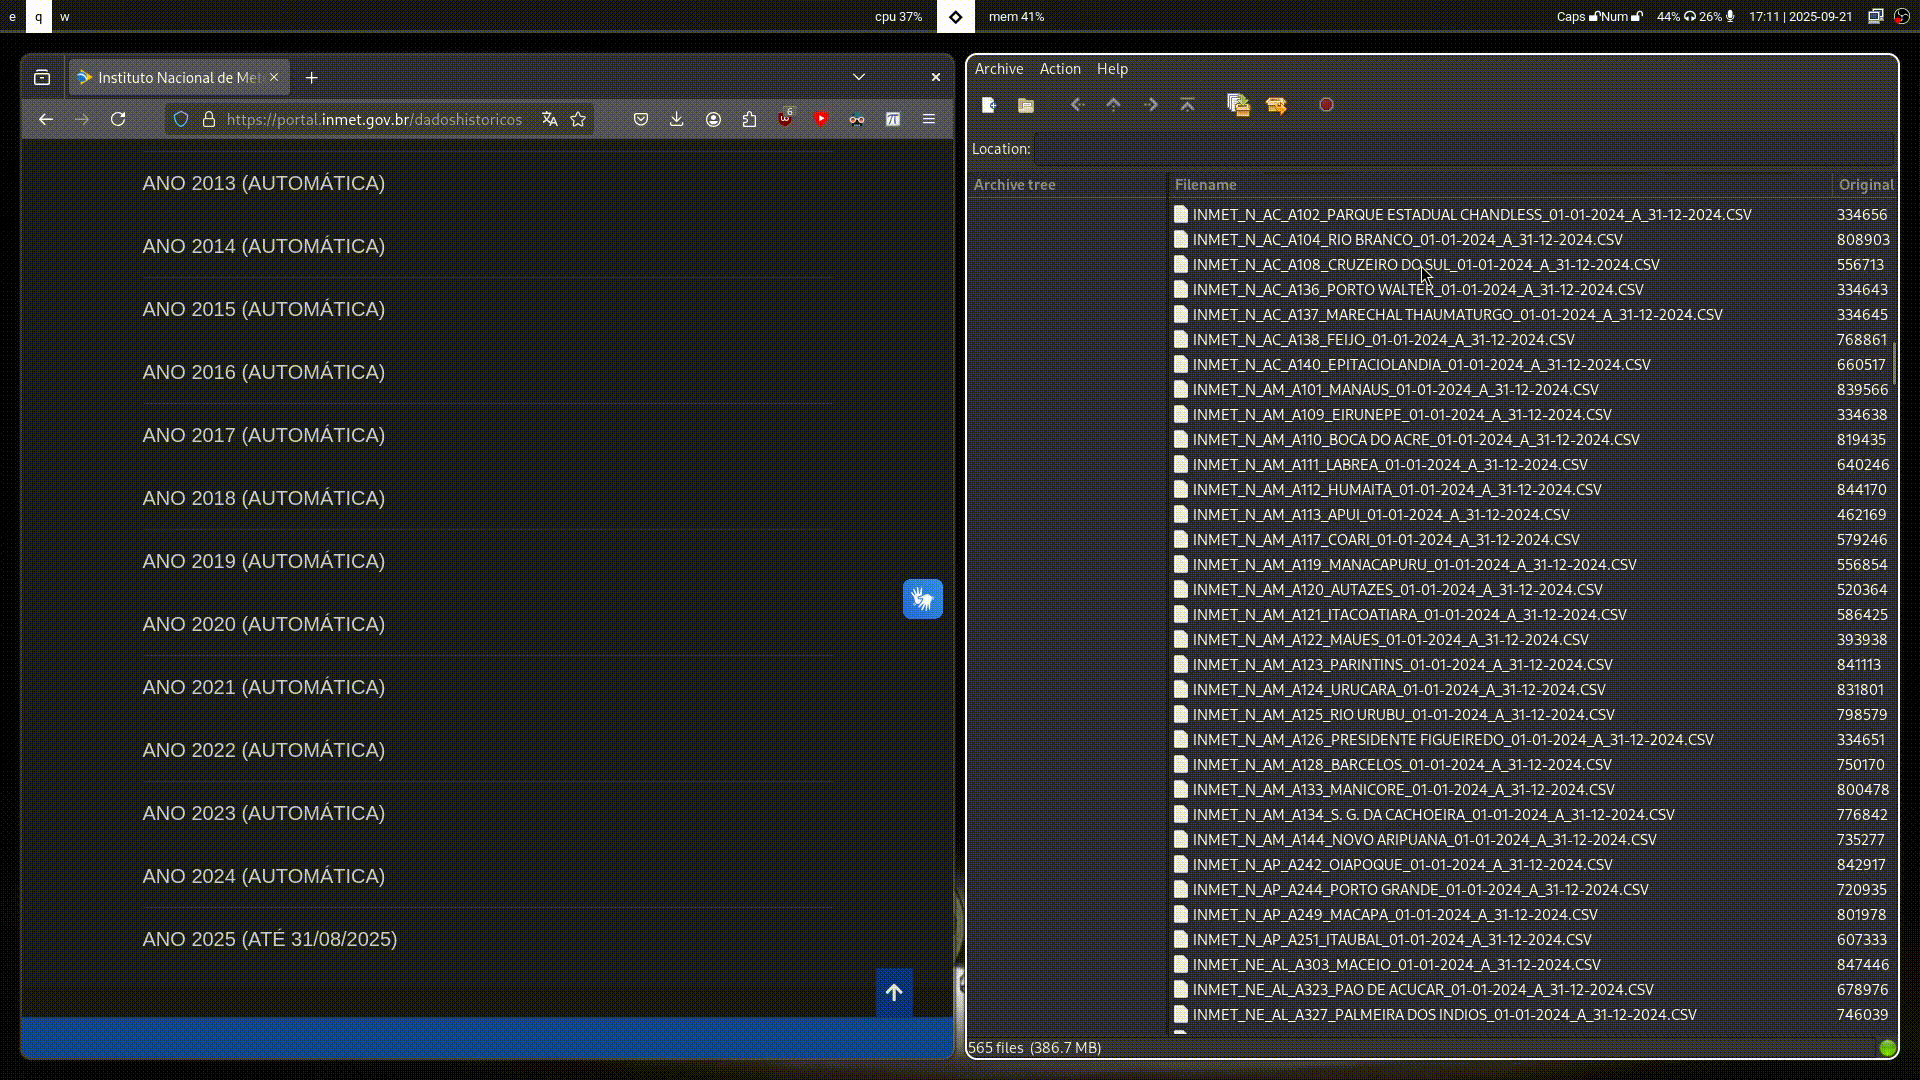 e q w
cpu 37%
mem 41%
Caps Num 44% 26% 17:11 | 2025-09-21
Instituto Nacional de Met
https://portal.inmet.gov.br/dadoshistoricos
6
ANO 2013 (AUTOMÁTICA)
ANO 2014 (AUTOMÁTICA)
ANO 2015 (AUTOMÁTICA)
ANO 2016 (AUTOMÁTICA)
ANO 2017 (AUTOMÁTICA)
ANO 2018 (AUTOMÁTICA)
ANO 2019 (AUTOMÁTICA)
ANO 2020 (AUTOMÁTICA)
ANO 2021 (AUTOMÁTICA)
ANO 2022 (AUTOMÁTICA)
ANO 2023 (AUTOMÁTICA)
ANO 2024 (AUTOMÁTICA)
ANO 2025 (ATÉ 31/08/2025)
Archive Action Help
Location:
Archive tree
Filename Original
INMET_N_AC_A102_PARQUE ESTADUAL CHANDLESS_01-01-2024_A_31-12-2024.CSV 334656
INMET_N_AC_A104_RIO BRANCO_01-01-2024_A_31-12-2024.CSV 808903
INMET_N_AC_A108_CRUZEIRO DO SUL_01-01-2024_A_31-12-2024.CSV 556713
INMET_N_AC_A136_PORTO WALTER_01-01-2024_A_31-12-2024.CSV 334643
INMET_N_AC_A137_MARECHAL THAUMATURGO_01-01-2024_A_31-12-2024.CSV 334645
INMET_N_AC_A138_FEIJO_01-01-2024_A_31-12-2024.CSV 768861
INMET_N_AC_A140_EPITACIOLANDIA_01-01-2024_A_31-12-2024.CSV 660517
INMET_N_AM_A101_MANAUS_01-01-2024_A_31-12-2024.CSV 839566
INMET_N_AM_A109_EIRUNEPE_01-01-2024_A_31-12-2024.CSV 334638
INMET_N_AM_A110_BOCA DO ACRE_01-01-2024_A_31-12-2024.CSV 819435
INMET_N_AM_A111_LABREA_01-01-2024_A_31-12-2024.CSV 640246
INMET_N_AM_A112_HUMAITA_01-01-2024_A_31-12-2024.CSV 844170
INMET_N_AM_A113_APUI_01-01-2024_A_31-12-2024.CSV 462169
INMET_N_AM_A117_COARI_01-01-2024_A_31-12-2024.CSV 579246
INMET_N_AM_A119_MANACAPURU_01-01-2024_A_31-12-2024.CSV 556854
INMET_N_AM_A120_AUTAZES_01-01-2024_A_31-12-2024.CSV 520364
INMET_N_AM_A121_ITACOATIARA_01-01-2024_A_31-12-2024.CSV 586425
INMET_N_AM_A122_MAUES_01-01-2024_A_31-12-2024.CSV 393938
INMET_N_AM_A123_PARINTINS_01-01-2024_A_31-12-2024.CSV 841113
INMET_N_AM_A124_URUCARA_01-01-2024_A_31-12-2024.CSV 831801
INMET_N_AM_A125_RIO URUBU_01-01-2024_A_31-12-2024.CSV 798579
INMET_N_AM_A126_PRESIDENTE FIGUEIREDO_01-01-2024_A_31-12-2024.CSV 334651
INMET_N_AM_A128_BARCELOS_01-01-2024_A_31-12-2024.CSV 750170
INMET_N_AM_A133_MANICORE_01-01-2024_A_31-12-2024.CSV 800478
INMET_N_AM_A134_S. G. DA CACHOEIRA_01-01-2024_A_31-12-2024.CSV 776842
INMET_N_AM_A144_NOVO ARIPUANA_01-01-2024_A_31-12-2024.CSV 735277
INMET_N_AP_A242_OIAPOQUE_01-01-2024_A_31-12-2024.CSV 842917
INMET_N_AP_A244_PORTO GRANDE_01-01-2024_A_31-12-2024.CSV 720935
INMET_N_AP_A249_MACAPA_01-01-2024_A_31-12-2024.CSV 801978
INMET_N_AP_A251_ITAUBAL_01-01-2024_A_31-12-2024.CSV 607333
INMET_NE_AL_A303_MACEIO_01-01-2024_A_31-12-2024.CSV 847446
INMET_NE_AL_A323_PAO DE ACUCAR_01-01-2024_A_31-12-2024.CSV 678976
INMET_NE_AL_A327_PALMEIRA DOS INDIOS_01-01-2024_A_31-12-2024.CSV 746039
565 files (386.7 MB)